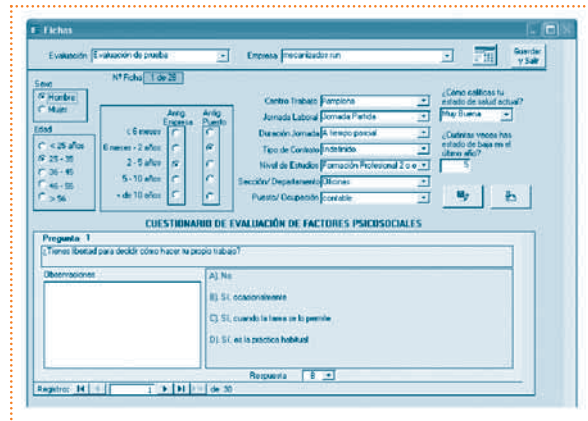 Fichas
Evaluación Evaluación de prueba Empresa mecanizados run Guardar y Salir
Nº Ficha 1 de 28
Sexo
Hombre
Mujer
Edad
< 25 años
25 - 35
36 - 45
46 - 55
> 56
Antig. Empresa Antig. Puesto
≤ 6 meses
6 meses - 2 años
2 - 5 años
5 - 10 años
+ de 10 años
Centro Trabajo Pamplona
Jornada Laboral Jornada Partida
Duración Jornada A tiempo parcial
Tipo de Contrato Indefinido
Nivel de Estudios Formación Profesional 2 o e
Sección/ Departamento Oficinas
Puesto/ Ocupación contable
¿Cómo calificas tu
estado de salud actual?
Muy Buena
¿Cuántas veces has
estado de baja en el
último año?
5
CUESTIONARIO DE EVALUACIÓN DE FACTORES PSICOSOCIALES
Pregunta 1
¿Tienes libertad para decidir cómo hacer tu propio trabajo?
Observaciones
A). No
B). Sí, ocasionalmente
C). Sí, cuando la tarea se lo permite
D). Sí, es la práctica habitual
Respuesta B
Registro: 1 de 30